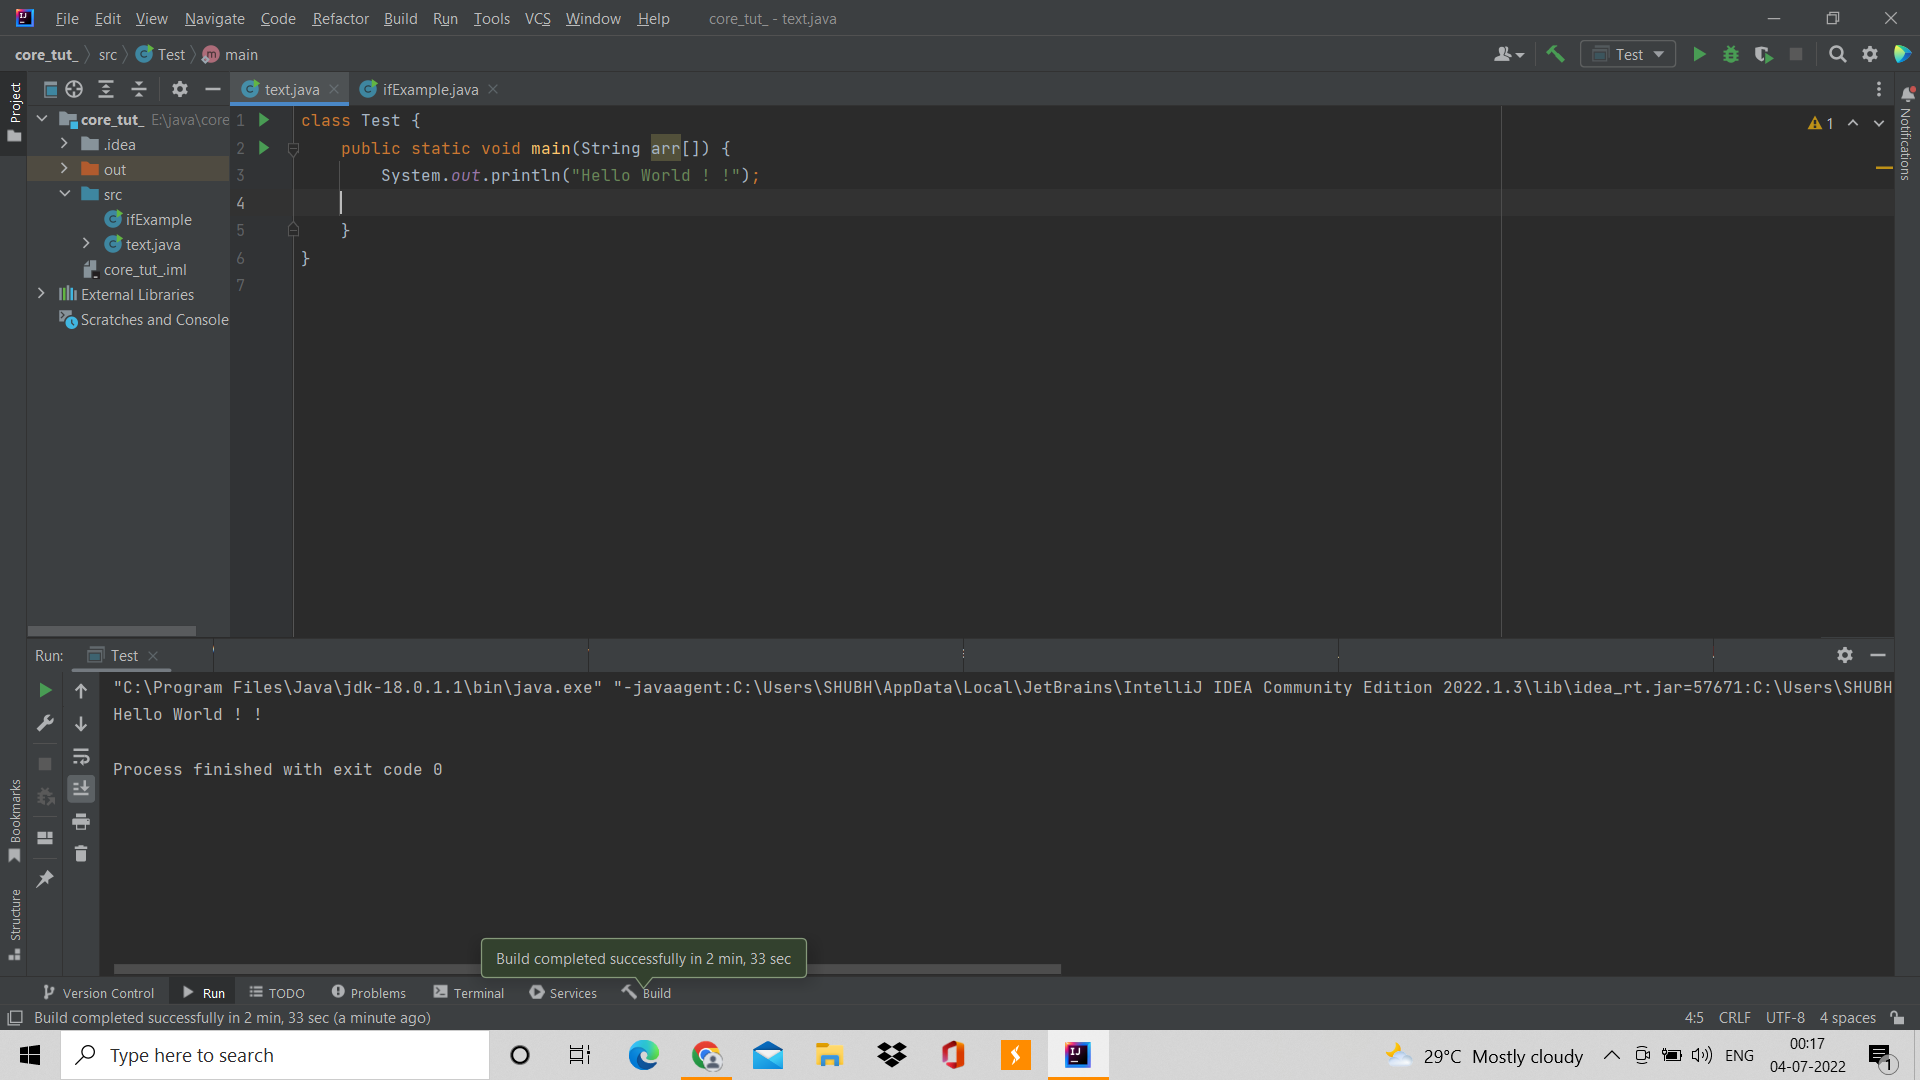 File Edit View Navigate Code Refactor Build Run Tools VCS Window Help core_tut_ - text.java
core_tut_ src Test main
Test
Project
text.java ifExample.java
core_tut_ E:\java\core
.idea
out
src
ifExample
text.java
core_tut_.iml
External Libraries
Scratches and Console
1 class Test {
2 public static void main(String arr[]) {
3 System.out.println("Hello World ! !");
4
5 }
6 }
7
1
Notifications
Run: Test
"C:\Program Files\Java\jdk-18.0.1.1\bin\java.exe" "-javaagent:C:\Users\SHUBH\AppData\Local\JetBrains\IntelliJ IDEA Community Edition 2022.1.3\lib\idea_rt.jar=57671:C:\Users\SHUBH
Hello World ! !
Process finished with exit code 0
Bookmarks
Structure
Build completed successfully in 2 min, 33 sec
Version Control Run TODO Problems Terminal Services Build
Build completed successfully in 2 min, 33 sec (a minute ago)
4:5 CRLF UTF-8 4 spaces
Type here to search
29°C Mostly cloudy
ENG
00:17
04-07-2022
1